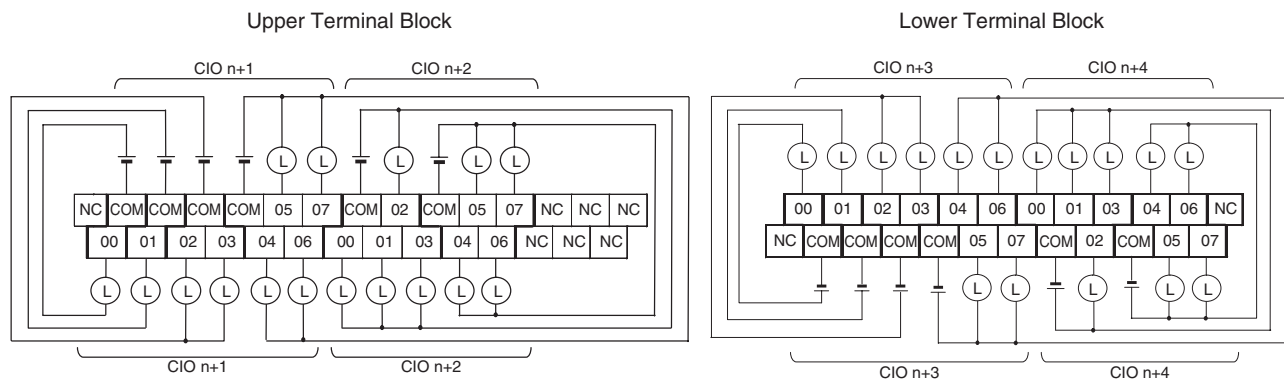 Upper Terminal Block
Lower Terminal Block
CIO n+1 CIO n+2
CIO n+3 CIO n+4
L L L L L
L L L L L L L L L L L
NC COM COM COM COM 05 07 COM 02 COM 05 07 NC NC NC
00 01 02 03 04 06 00 01 03 04 06 NC
00 01 02 03 04 06 00 01 03 04 06 NC NC NC
NC COM COM COM COM 05 07 COM 02 COM 05 07
L L L L L L L L L L L
L L L L L
CIO n+1 CIO n+2
CIO n+3 CIO n+4